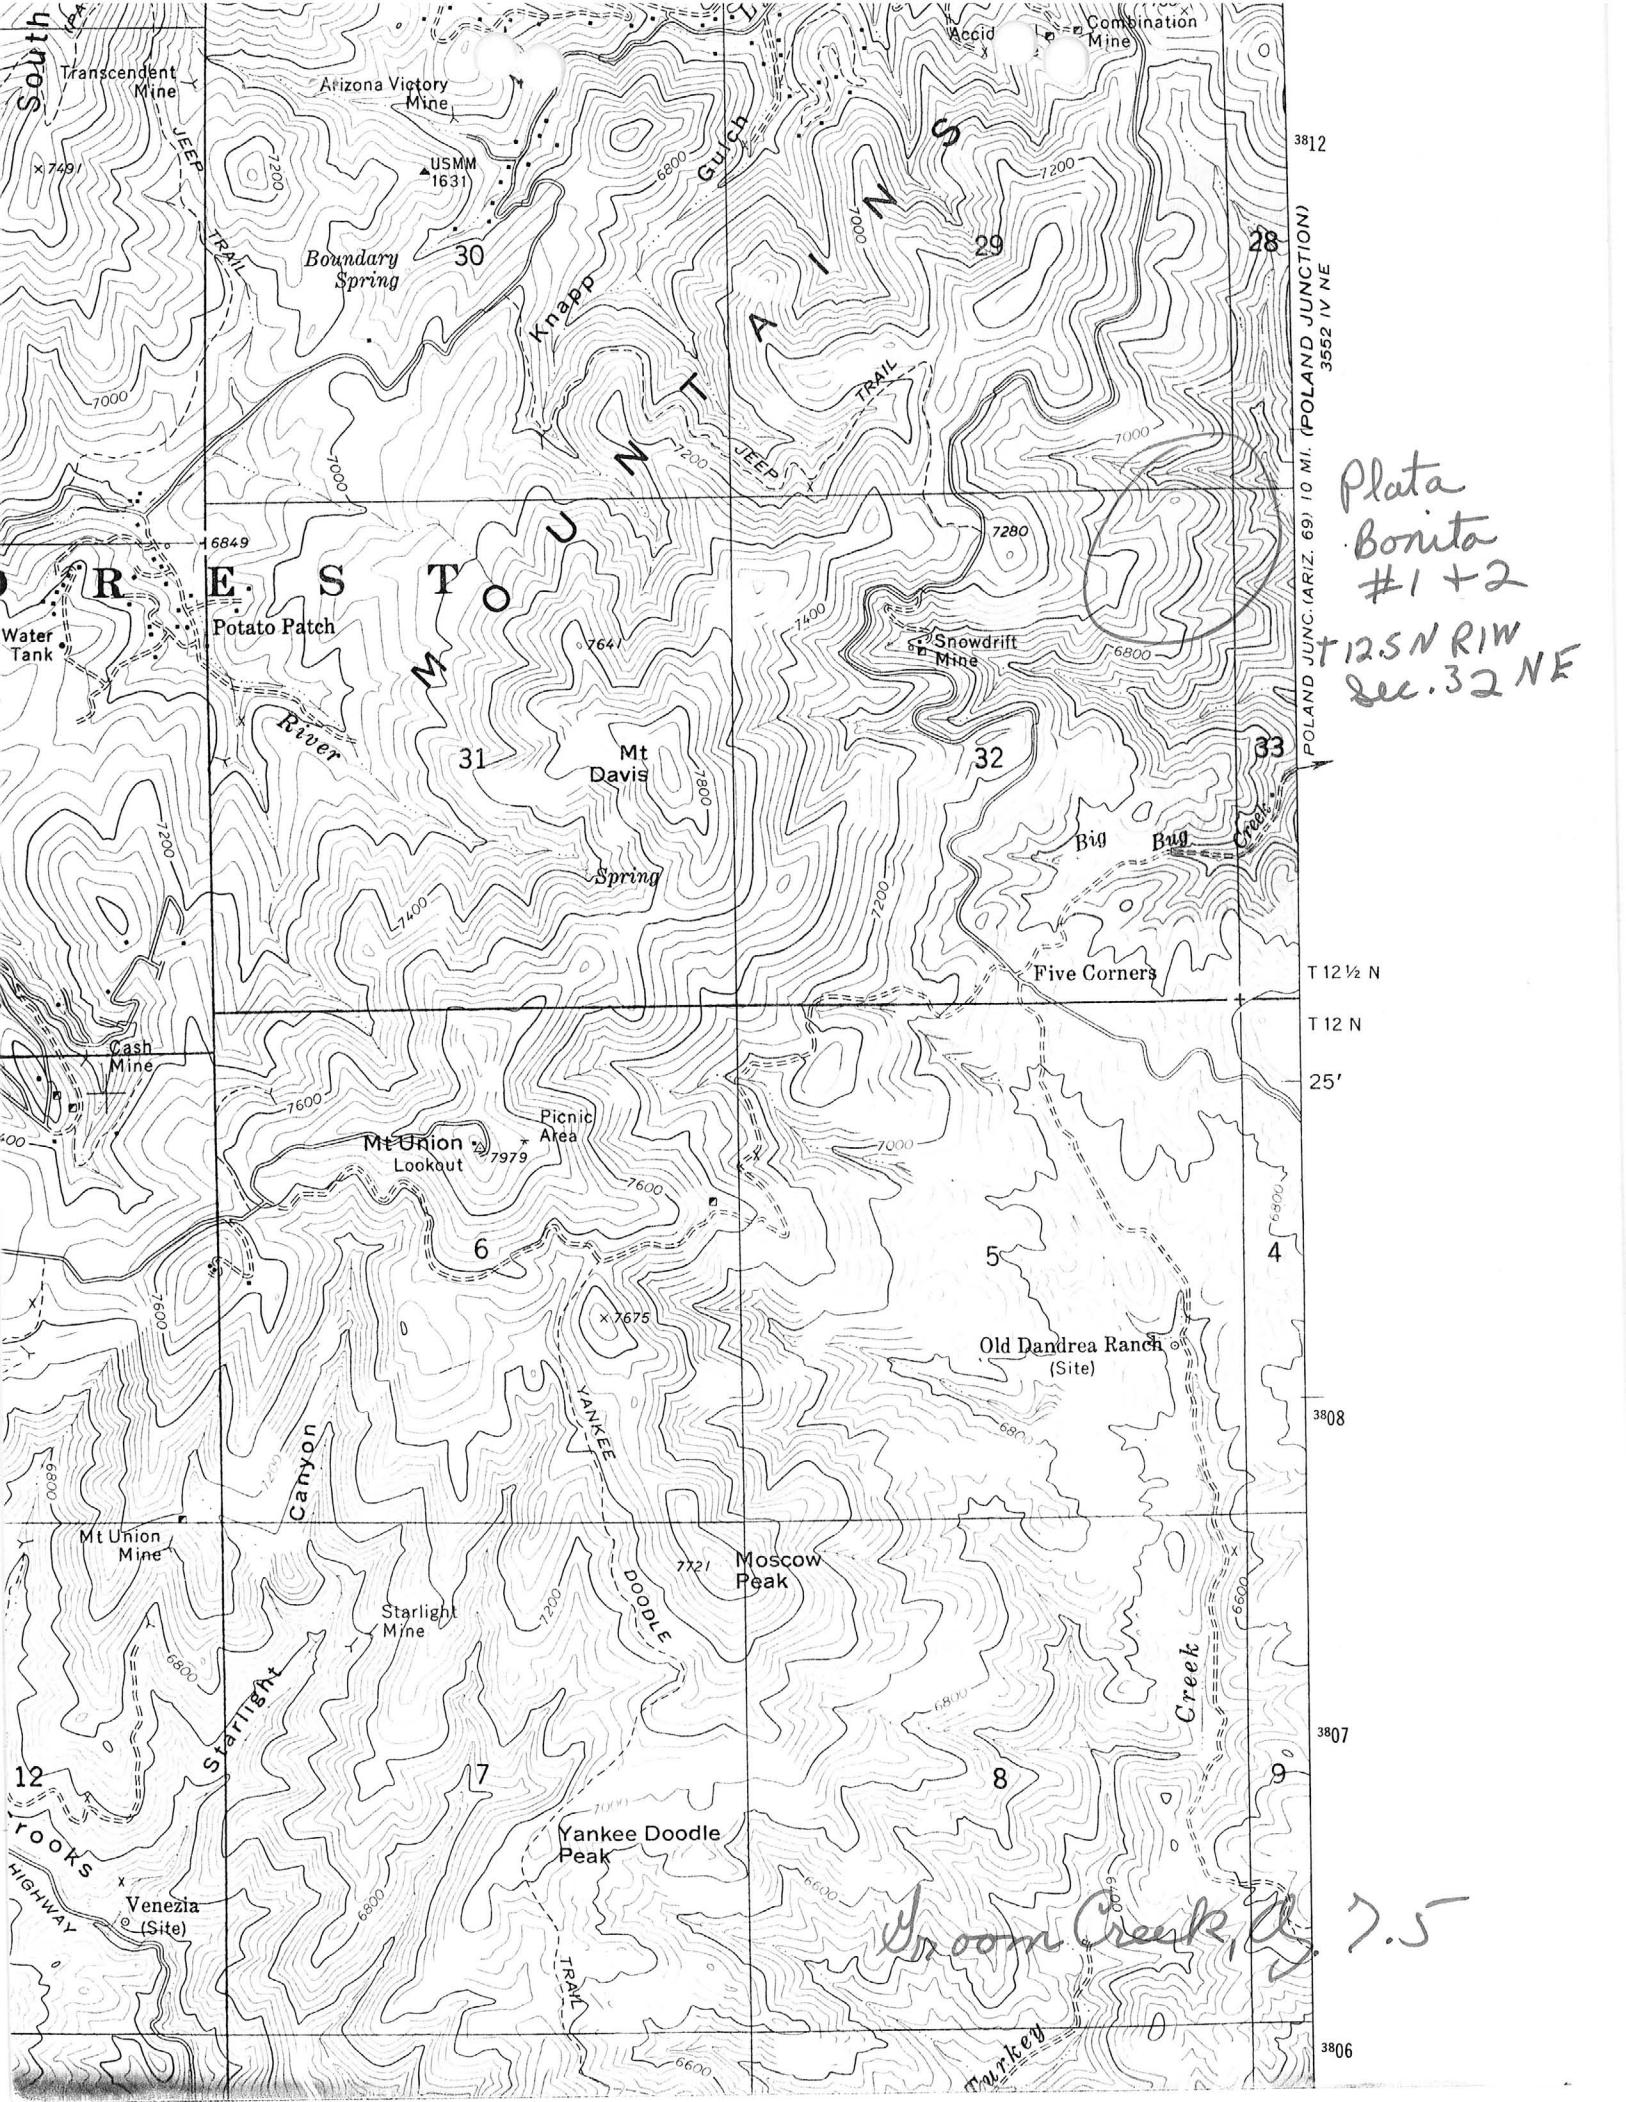 South
Transcendent
Mine
Arizona Victory
Mine
Accid
Combination
Mine
3812
×7491
JEEP
7200
USMM
1631
6800
Gulch
S
7200
N
7000
TRAIL
Boundary
Spring
30
29
28
I
Knapp
A
T
TRAIL
7000
7000
N
7200
JEEP
7000
U
POLAND JUNC. (ARIZ. 69) 10 MI. (POLAND JUNCTION)
3552 IV NE
Plata
Bonita
#1 + 2
T 12.5 N R1W
Sec. 32 NE
6849
7280
R E S T
O
7400
Water
Tank
Potato Patch
7641
M
Snowdrift
Mine
6800
River
31
Mt
Davis
7800
32
33
7200
Big Bug Creek
Spring
7400
7200
Five Corners
T 12½ N
T 12 N
Cash
Mine
25′
7600
Picnic
Area
Mt Union
Lookout
7979
7000
7600
6800
6
5
4
7600
×7675
Old Dandrea Ranch
(Site)
YANKEE
3808
6800
6800
Canyon
7200
Mt Union
Mine
7721
Moscow
Peak
DOODLE
7200
6600
Starlight
Mine
6800
Starlight
6800
Creek
3807
12
7
8
9
7000
rooks
Yankee Doodle
Peak
HIGHWAY
6600
6400
Venezia
(Site)
6800
Groom Creek, Az. 7.5
TRAIL
Turkey
6600
3806